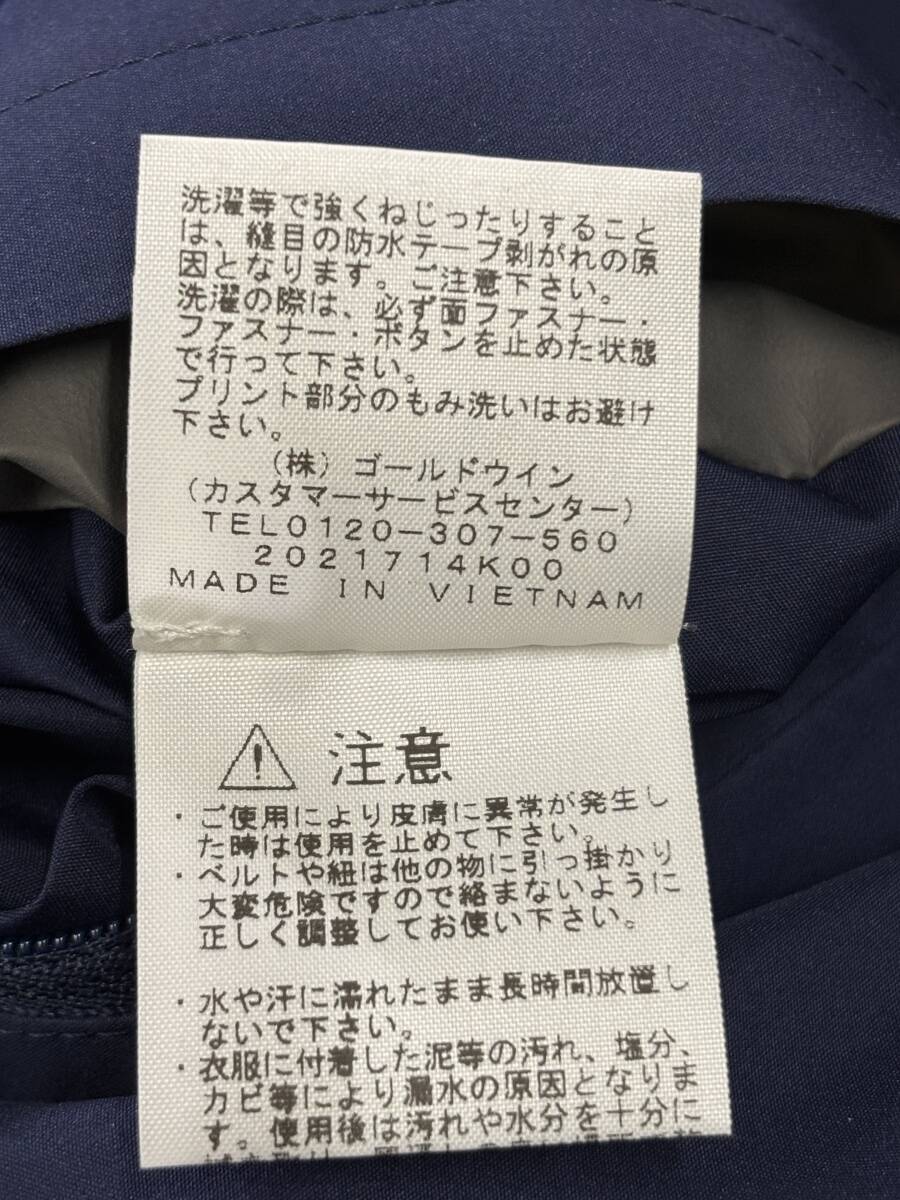 洗濯等で強くねじったりすること
は、縫目の防水テープ剥がれの原
因となります。ご注意下さい。
洗濯の際は、必ず面ファスナー・
ファスナー・ボタンを止めた状態
で行って下さい。
プリント部分のもみ洗いはお避け
下さい。
（株）ゴールドウイン
（カスタマーサービスセンター）
TEL0120-307-560
2021714K00
MADE IN VIETNAM
注意
・ご使用により皮膚に異常が発生し
た時は使用を止めて下さい。
・ベルトや紐は他の物に引っ掛かり
大変危険ですので絡まないように
正しく調整してお使い下さい。
・水や汗に濡れたまま長時間放置し
ないで下さい。
・衣服に付着した泥等の汚れ、塩分、
カビ等により漏水の原因となりま
す。使用後は汚れや水分を十分に